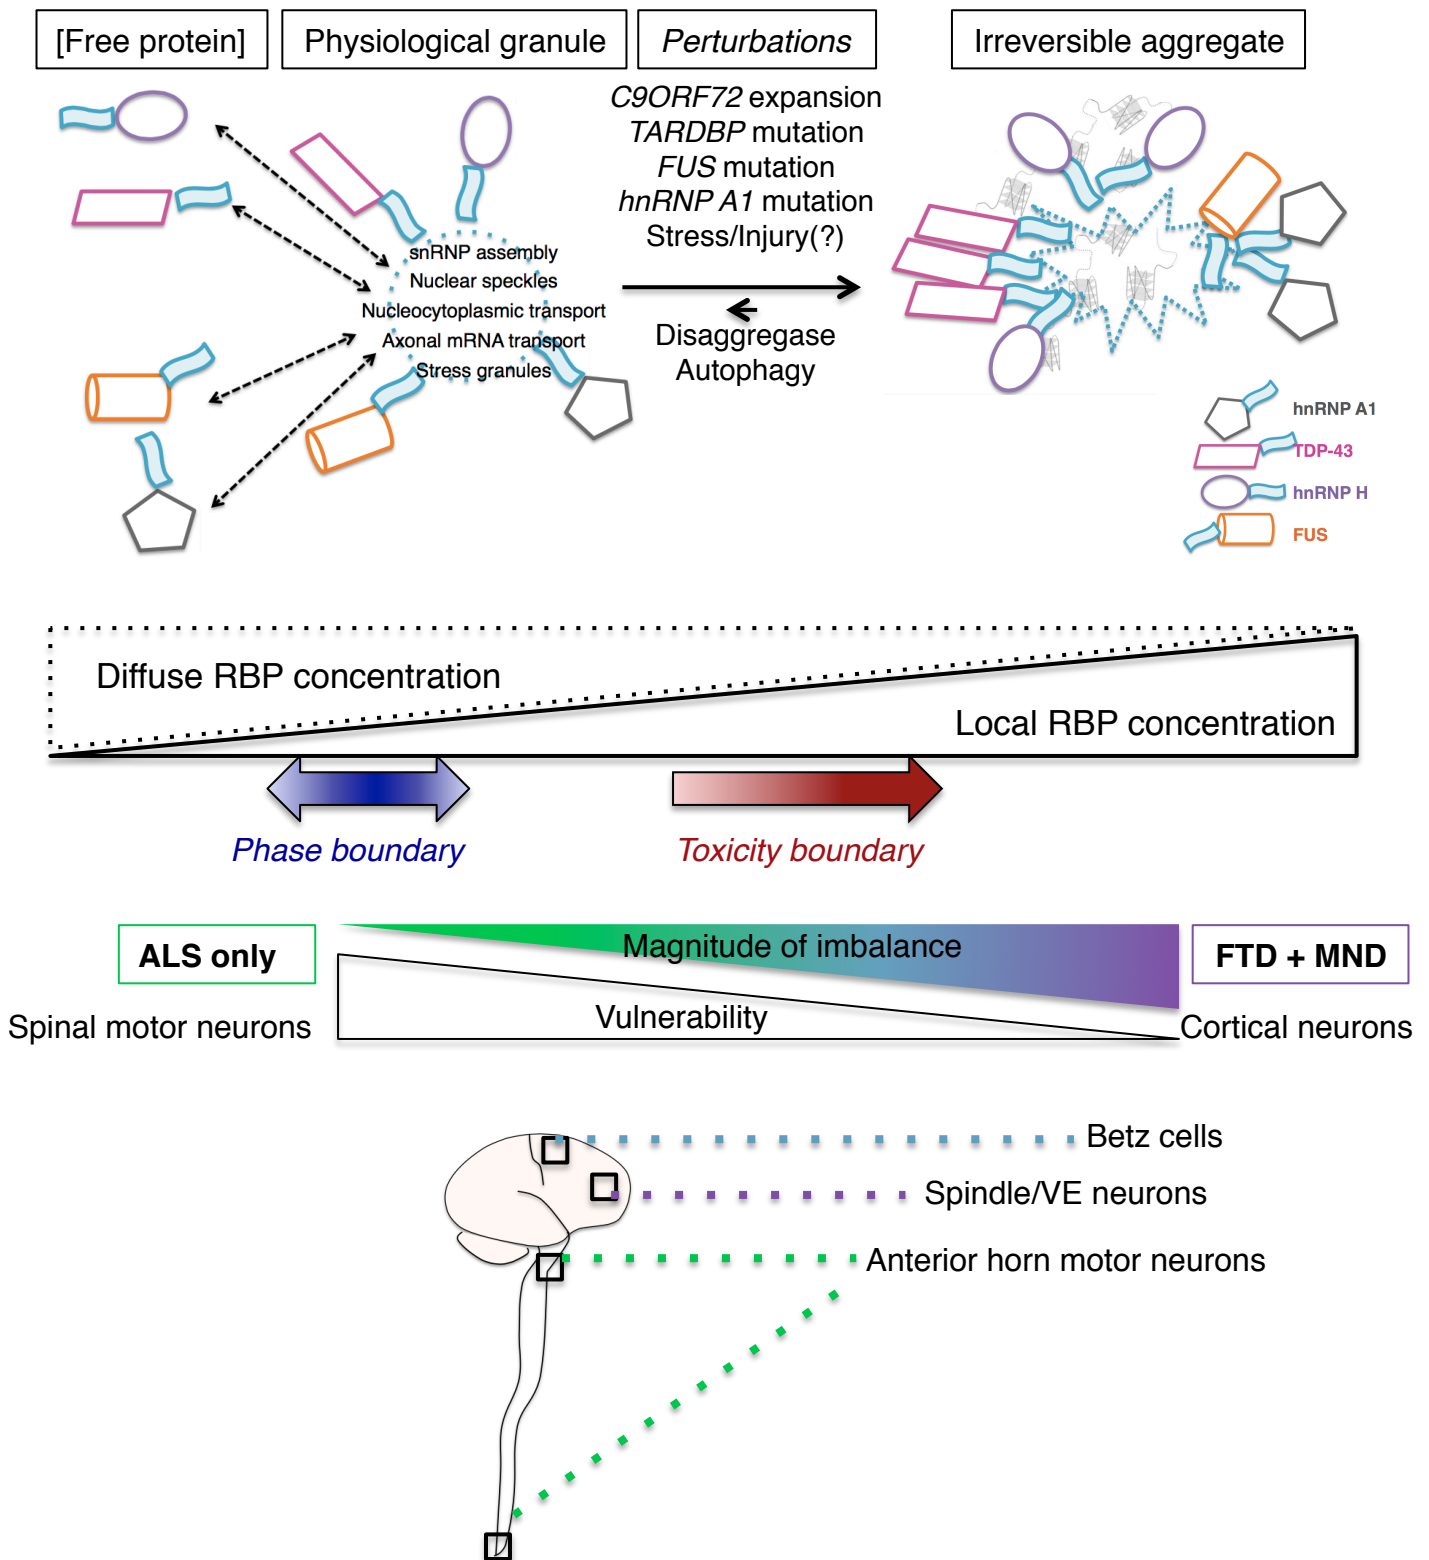 [Free protein]
Physiological granule
Perturbations
Irreversible aggregate
C9ORF72 expansion
TARDBP mutation
FUS mutation
hnRNP A1 mutation
Stress/Injury(?)
snRNP assembly
Nuclear speckles
Nucleocytoplasmic transport
Axonal mRNA transport
Stress granules
Disaggregase
Autophagy
hnRNP A1
TDP-43
hnRNP H
FUS
Diffuse RBP concentration
Local RBP concentration
Phase boundary
Toxicity boundary
ALS only
Magnitude of imbalance
FTD + MND
Spinal motor neurons
Vulnerability
Cortical neurons
Betz cells
Spindle/VE neurons
Anterior horn motor neurons